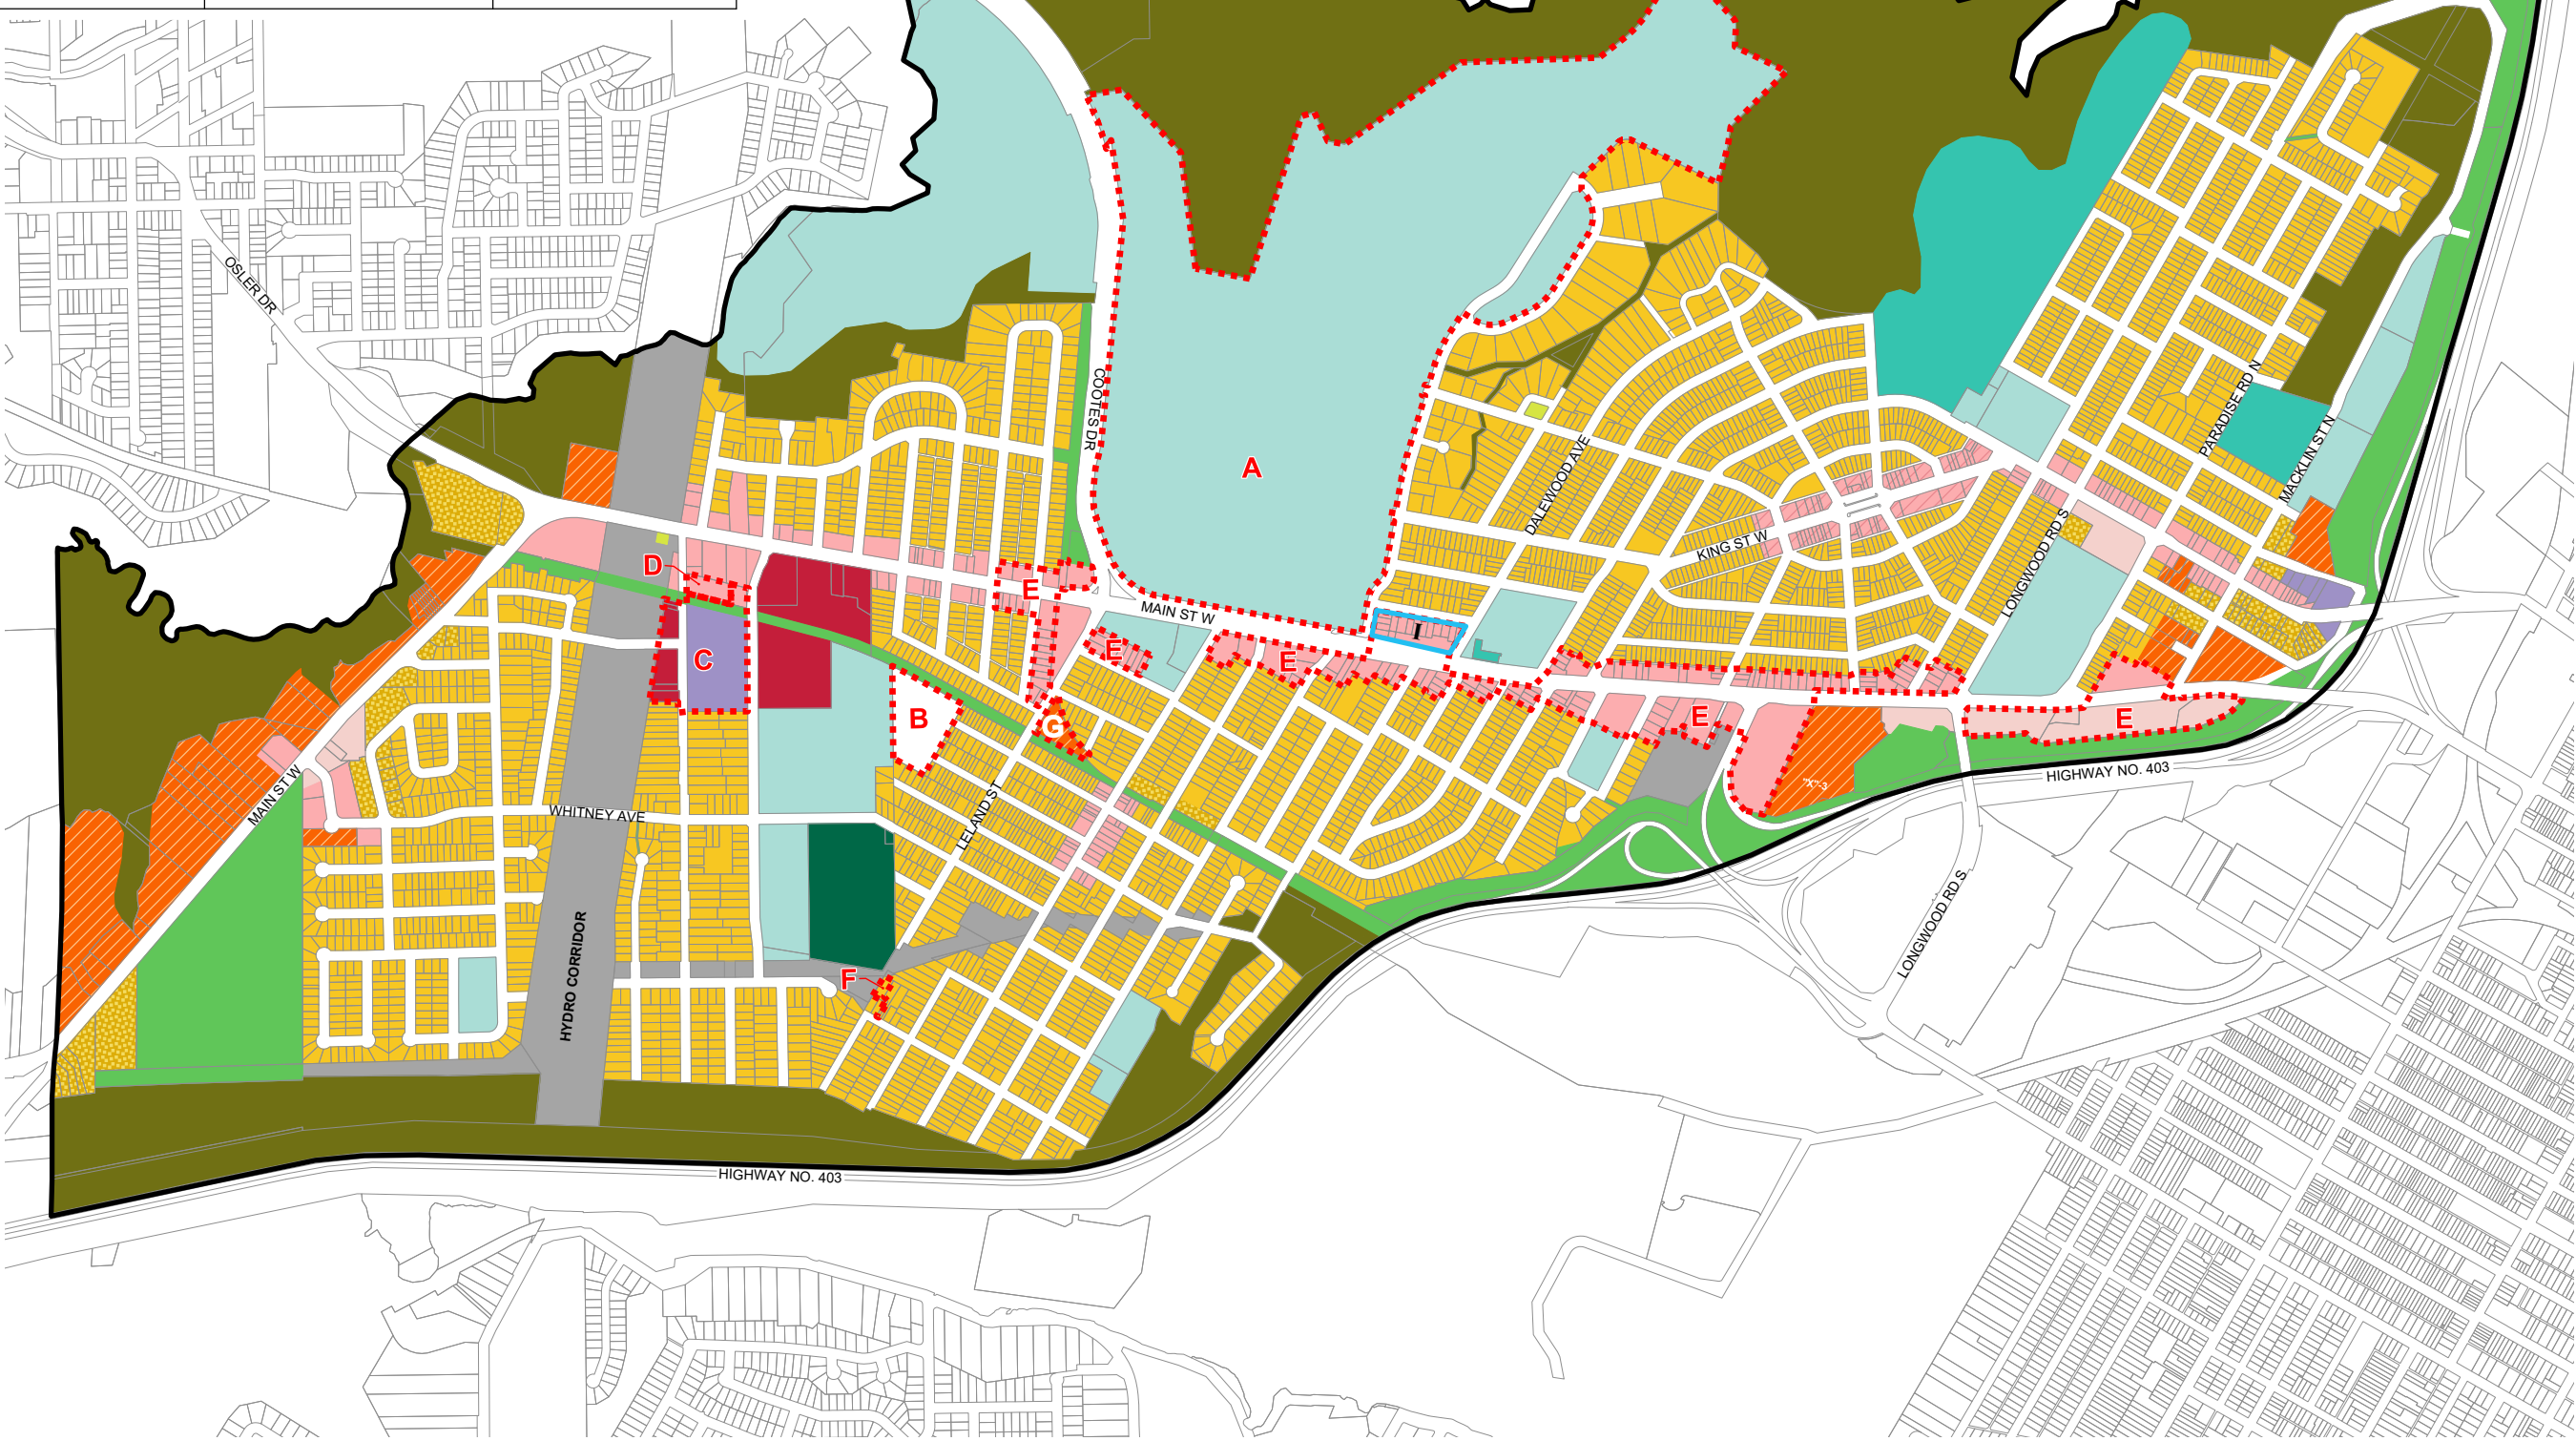 OSLER DR
COOTES DR
A
PARADISE RD N
MACKLIN ST N
DALEWOOD AVE
KING ST W
LONGWOOD RD S
D
E
MAIN ST W
I
C
E
E
B
G
E
E
MAIN ST W
HIGHWAY NO. 403
"X"-3
WHITNEY AVE
LELAND ST
LONGWOOD RD S
HYDRO CORRIDOR
F
HIGHWAY NO. 403